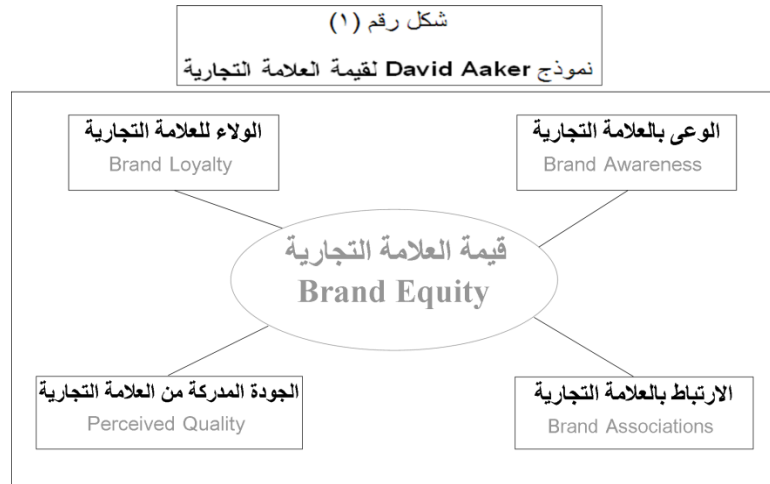 شكل رقم (١)
نموذج David Aaker لقيمة العلامة التجارية
الوعى بالعلامة التجارية
Brand Awareness
الولاء للعلامة التجارية
Brand Loyalty
قيمة العلامة التجارية
Brand Equity
الارتباط بالعلامة التجارية
Brand Associations
الجودة المدركة من العلامة التجارية
Perceived Quality